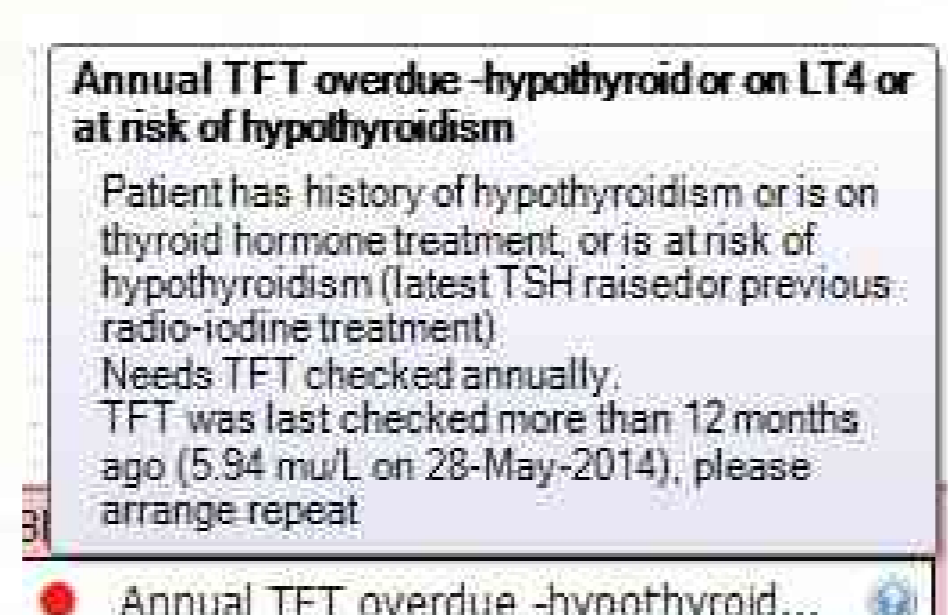 Annual TFT overdue -hypothyroid or on LT4 or
at risk of hypothyroidism
Patient has history of hypothyroidism or is on
thyroid hormone treatment, or is at risk of
hypothyroidism (latest TSH raised or previous
radio-iodine treatment)
Needs TFT checked annually.
TFT was last checked more than 12 months
ago (5.94 mu/L on 28-May-2014), please
arrange repeat
Annual TFT overdue -hypothyroid...